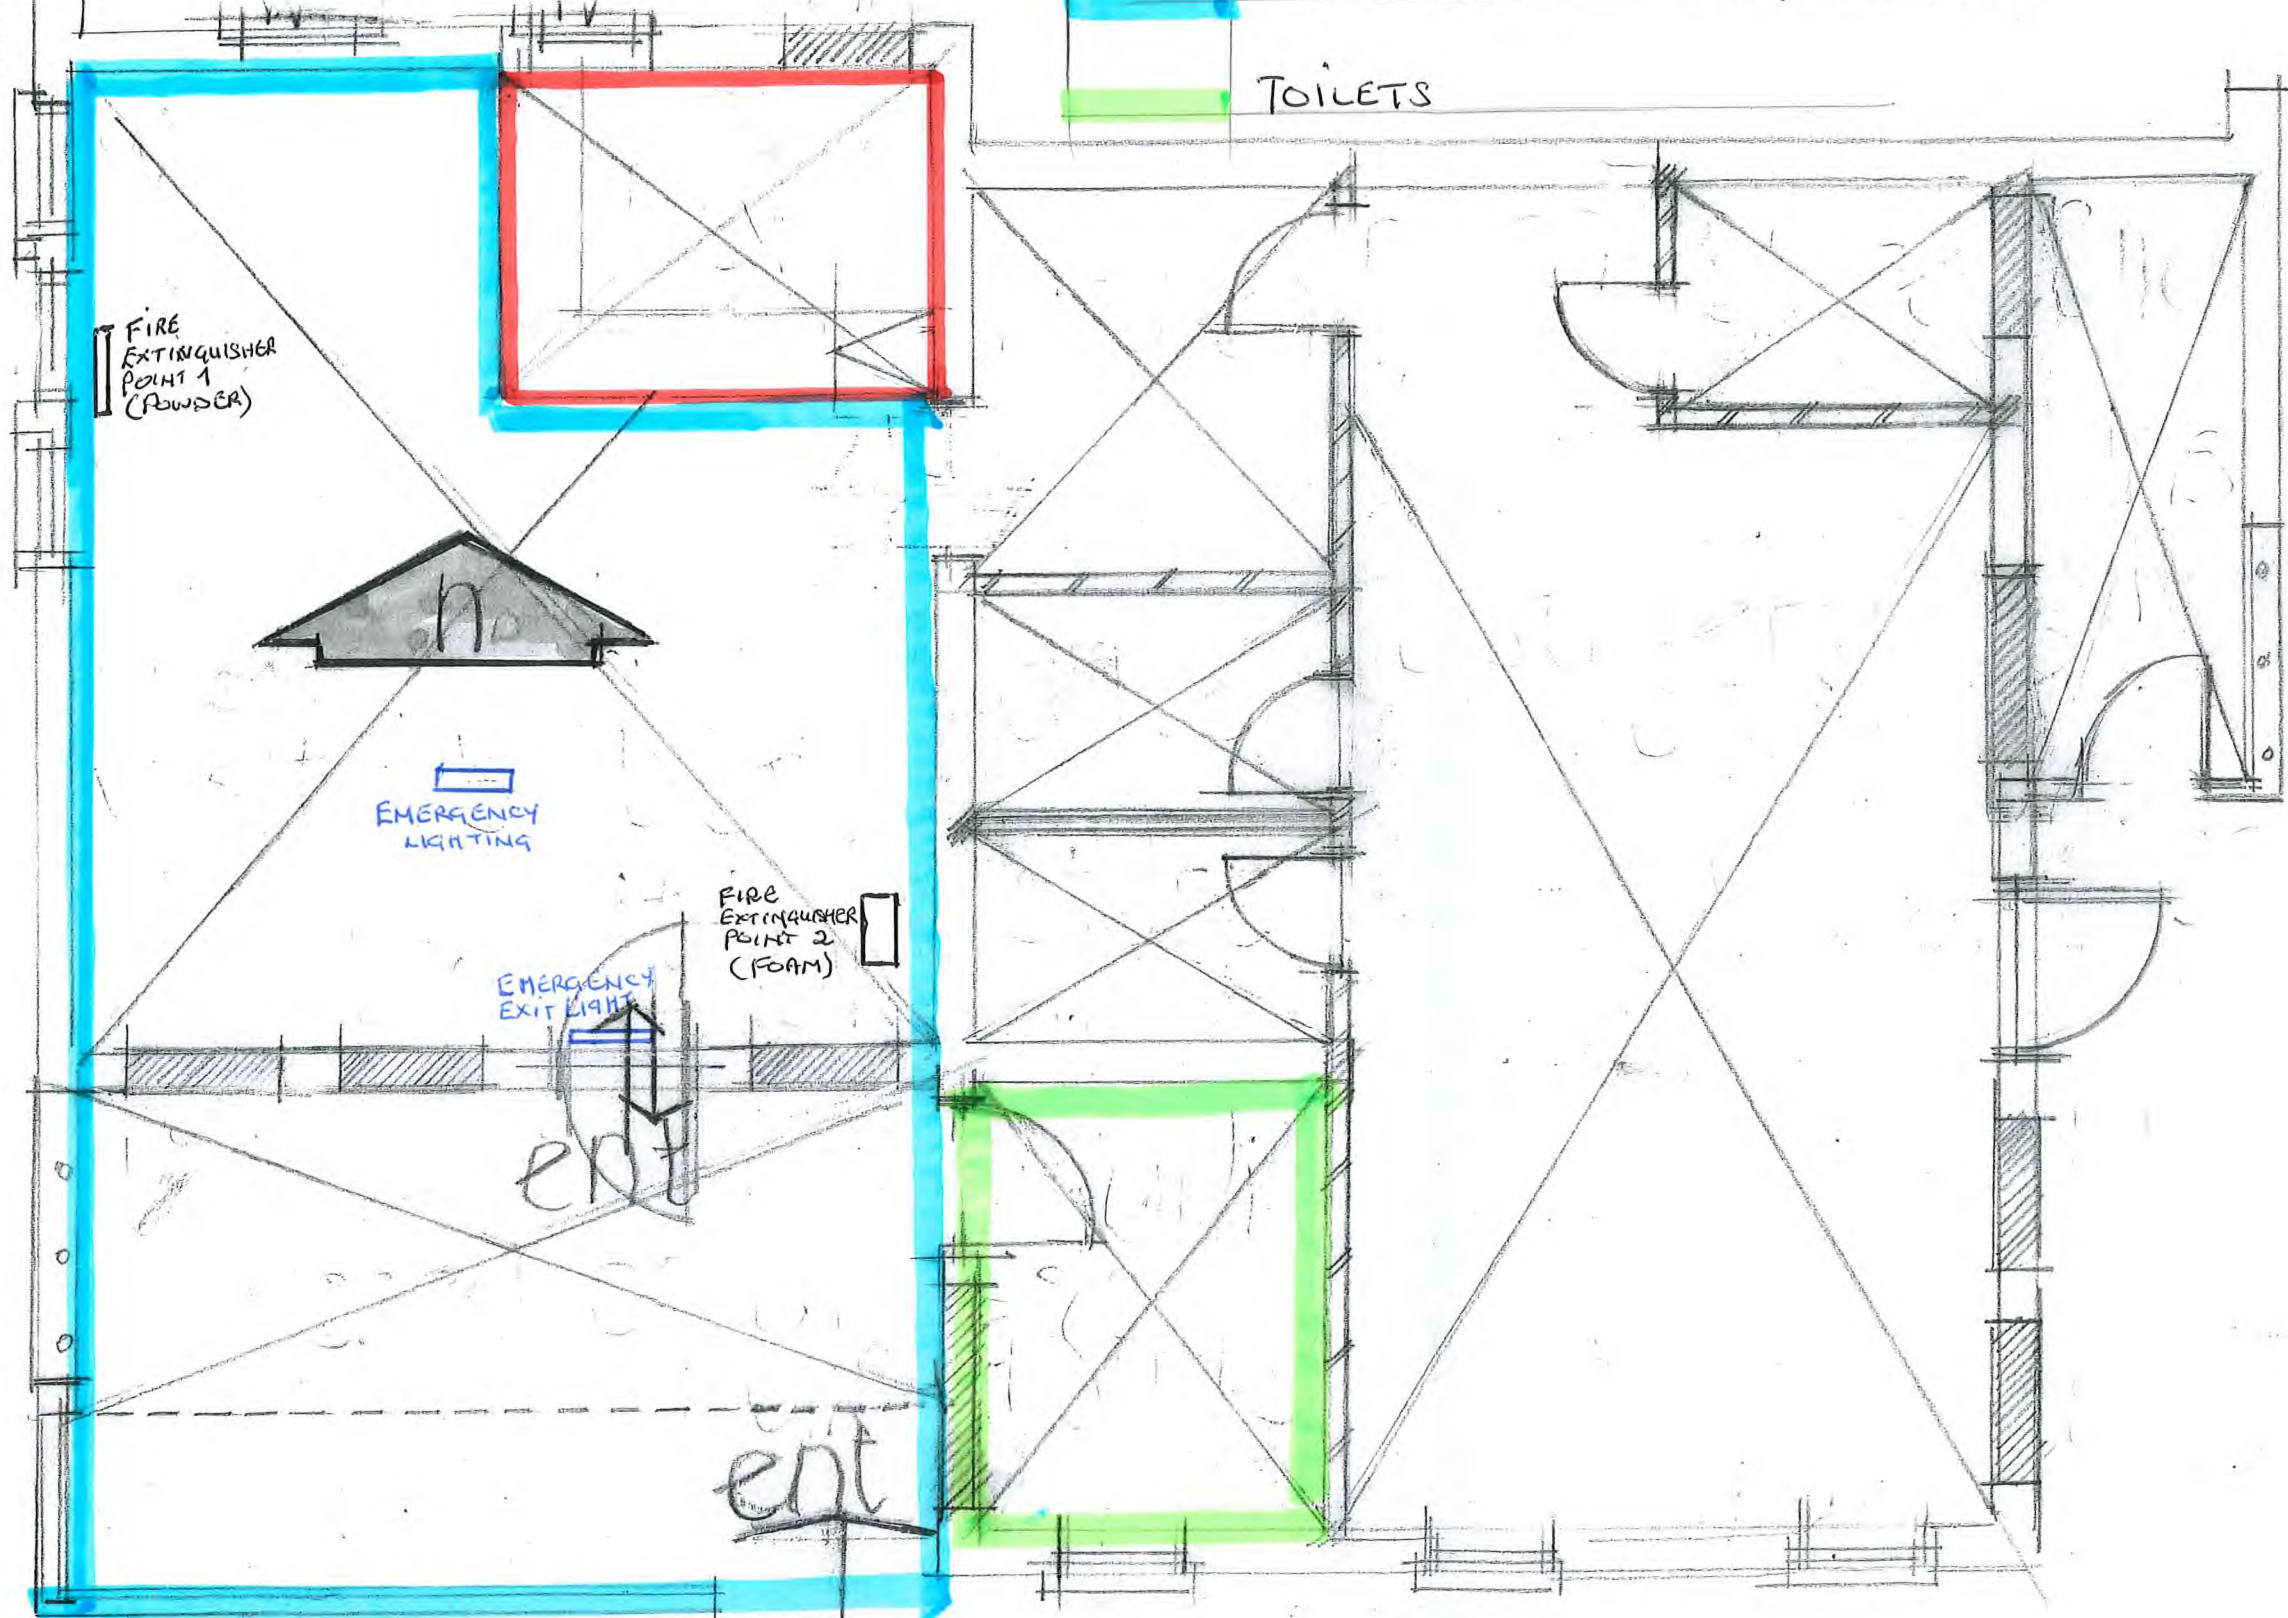 TOILETS
FIRE
EXTINGUISHER
POINT 1
(POWDER)
n
EMERGENCY
LIGHTING
FIRE
EXTINGUISHER
POINT 2
(FOAM)
EMERGENCY
EXIT LIGHT
ent
ent